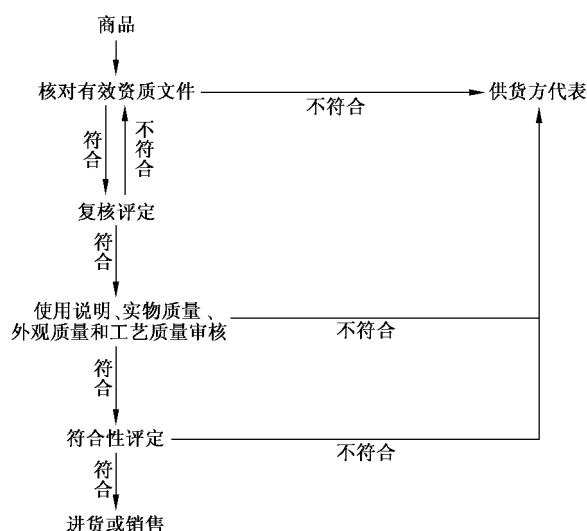 商品
核对有效资质文件
不符合
供货方代表
符合
不符合
复核评定
符合
使用说明、实物质量、
外观质量和工艺质量审核
不符合
符合
符合性评定
不符合
符合
进货或销售